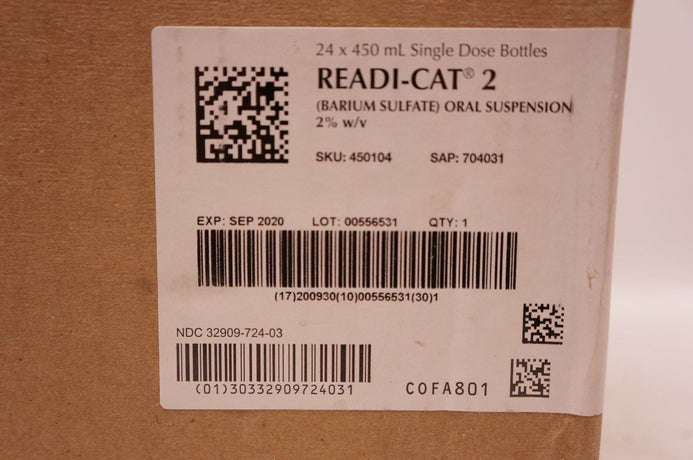 24 x 450 mL Single Dose Bottles
READI-CAT® 2
(BARIUM SULFATE) ORAL SUSPENSION
2% w/v
SKU: 450104 SAP: 704031
EXP: SEP 2020 LOT: 00556531 QTY: 1
(17)200930(10)00556531(30)1
NDC 32909-724-03
(01)30332909724031 COFA801